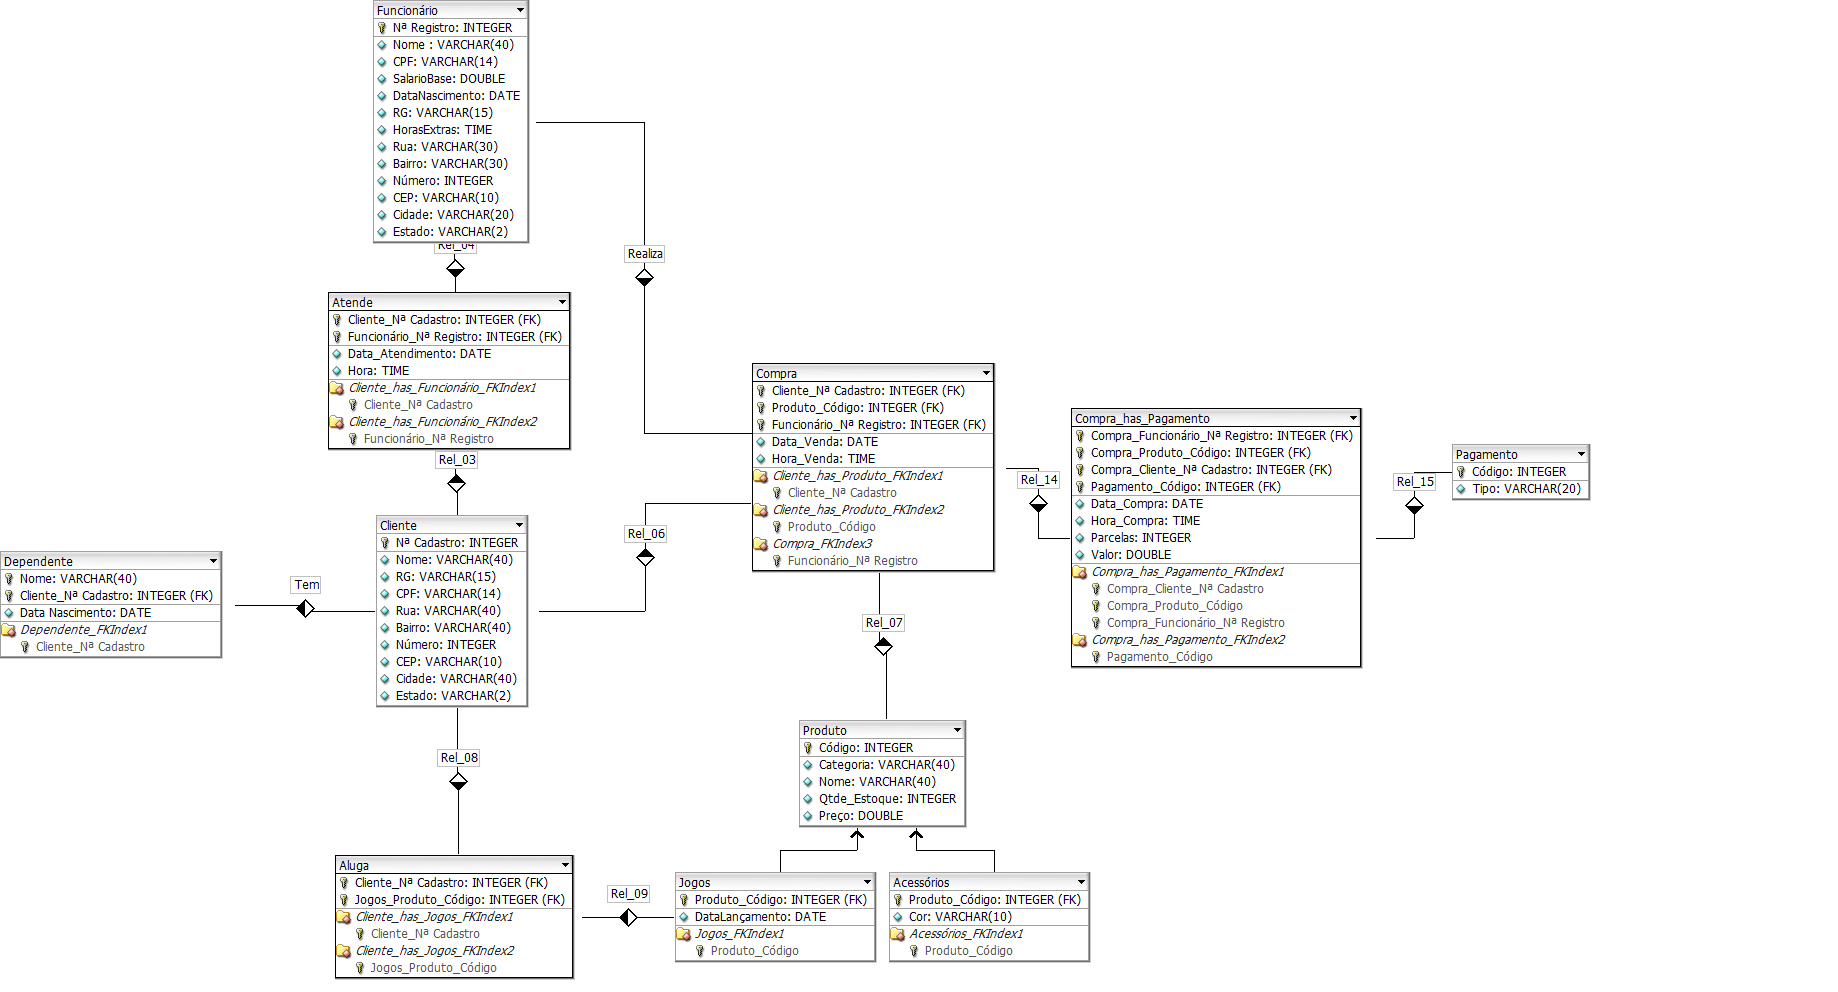 Funcionário
Nª Registro: INTEGER
Nome : VARCHAR(40)
CPF: VARCHAR(14)
SalarioBase: DOUBLE
DataNascimento: DATE
RG: VARCHAR(15)
HorasExtras: TIME
Rua: VARCHAR(30)
Bairro: VARCHAR(30)
Número: INTEGER
CEP: VARCHAR(10)
Cidade: VARCHAR(20)
Estado: VARCHAR(2)
Rel_04
Realiza
Atende
Cliente_Nª Cadastro: INTEGER (FK)
Funcionário_Nª Registro: INTEGER (FK)
Data_Atendimento: DATE
Hora: TIME
Cliente_has_Funcionário_FKIndex1
Cliente_Nª Cadastro
Cliente_has_Funcionário_FKIndex2
Funcionário_Nª Registro
Rel_03
Compra
Cliente_Nª Cadastro: INTEGER (FK)
Produto_Código: INTEGER (FK)
Funcionário_Nª Registro: INTEGER (FK)
Data_Venda: DATE
Hora_Venda: TIME
Cliente_has_Produto_FKIndex1
Cliente_Nª Cadastro
Cliente_has_Produto_FKIndex2
Produto_Código
Compra_FKIndex3
Funcionário_Nª Registro
Rel_14
Compra_has_Pagamento
Compra_Funcionário_Nª Registro: INTEGER (FK)
Compra_Produto_Código: INTEGER (FK)
Compra_Cliente_Nª Cadastro: INTEGER (FK)
Pagamento_Código: INTEGER (FK)
Data_Compra: DATE
Hora_Compra: TIME
Parcelas: INTEGER
Valor: DOUBLE
Compra_has_Pagamento_FKIndex1
Compra_Cliente_Nª Cadastro
Compra_Produto_Código
Compra_Funcionário_Nª Registro
Compra_has_Pagamento_FKIndex2
Pagamento_Código
Rel_15
Pagamento
Código: INTEGER
Tipo: VARCHAR(20)
Dependente
Nome: VARCHAR(40)
Cliente_Nª Cadastro: INTEGER (FK)
Data Nascimento: DATE
Dependente_FKIndex1
Cliente_Nª Cadastro
Tem
Cliente
Nª Cadastro: INTEGER
Nome: VARCHAR(40)
RG: VARCHAR(15)
CPF: VARCHAR(14)
Rua: VARCHAR(40)
Bairro: VARCHAR(40)
Número: INTEGER
CEP: VARCHAR(10)
Cidade: VARCHAR(40)
Estado: VARCHAR(2)
Rel_06
Rel_07
Rel_08
Produto
Código: INTEGER
Categoria: VARCHAR(40)
Nome: VARCHAR(40)
Qtde_Estoque: INTEGER
Preço: DOUBLE
Aluga
Cliente_Nª Cadastro: INTEGER (FK)
Jogos_Produto_Código: INTEGER (FK)
Cliente_has_Jogos_FKIndex1
Cliente_Nª Cadastro
Cliente_has_Jogos_FKIndex2
Jogos_Produto_Código
Rel_09
Jogos
Produto_Código: INTEGER (FK)
DataLançamento: DATE
Jogos_FKIndex1
Produto_Código
Acessórios
Produto_Código: INTEGER (FK)
Cor: VARCHAR(10)
Acessórios_FKIndex1
Produto_Código